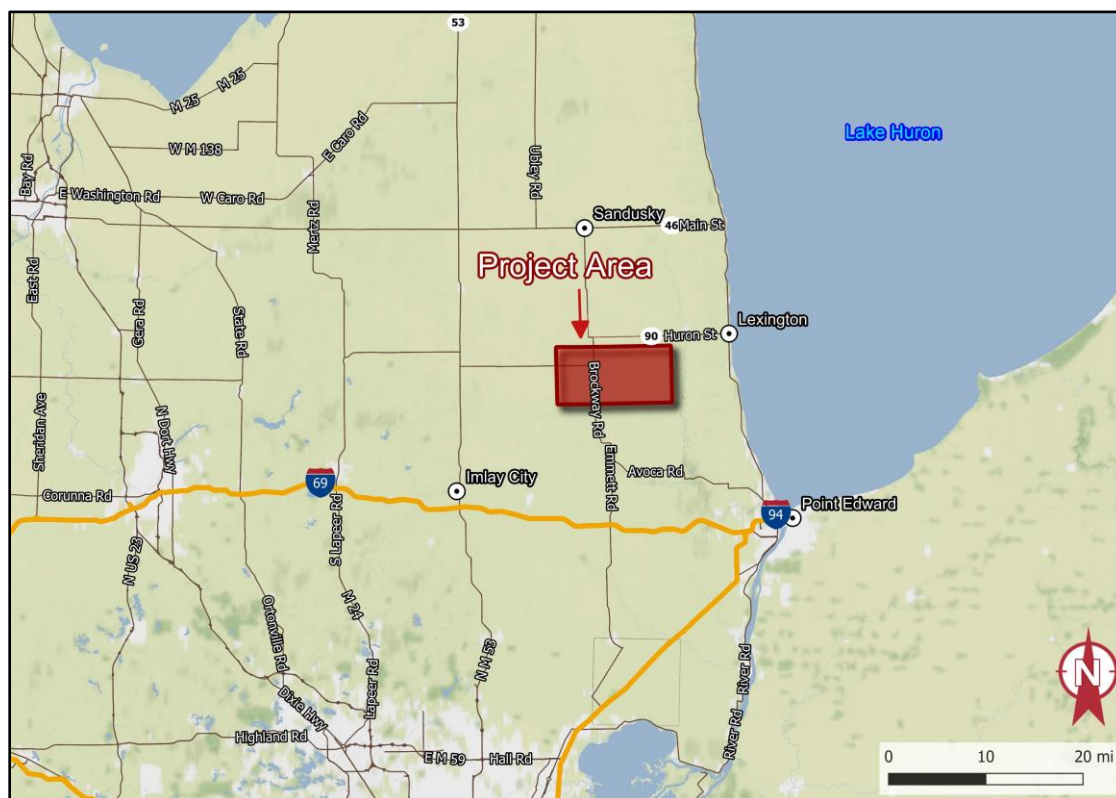 53
M 25
M 25
Lake Huron
E Caro Rd
W M 138
Ubley Rd
Bay Rd
E Washington Rd
W Caro Rd
Mertz Rd
Sandusky
46 Main St
East Rd
Project Area
Gera Rd
State Rd
Lexington
90 Huron St
Brockway Rd
Sheridan Ave
N Dort Hwy
Emmett Rd
Avoca Rd
Imlay City
69
Corunna Rd
Point Edward
94
S Lapeer Rd
N US 23
M 24
Ortonville Rd
N M 53
River Rd
River Rd
Lapeer Rd
Dixie Hwy
Highland Rd
E M 59
Hall Rd
N
0 10 20 mi